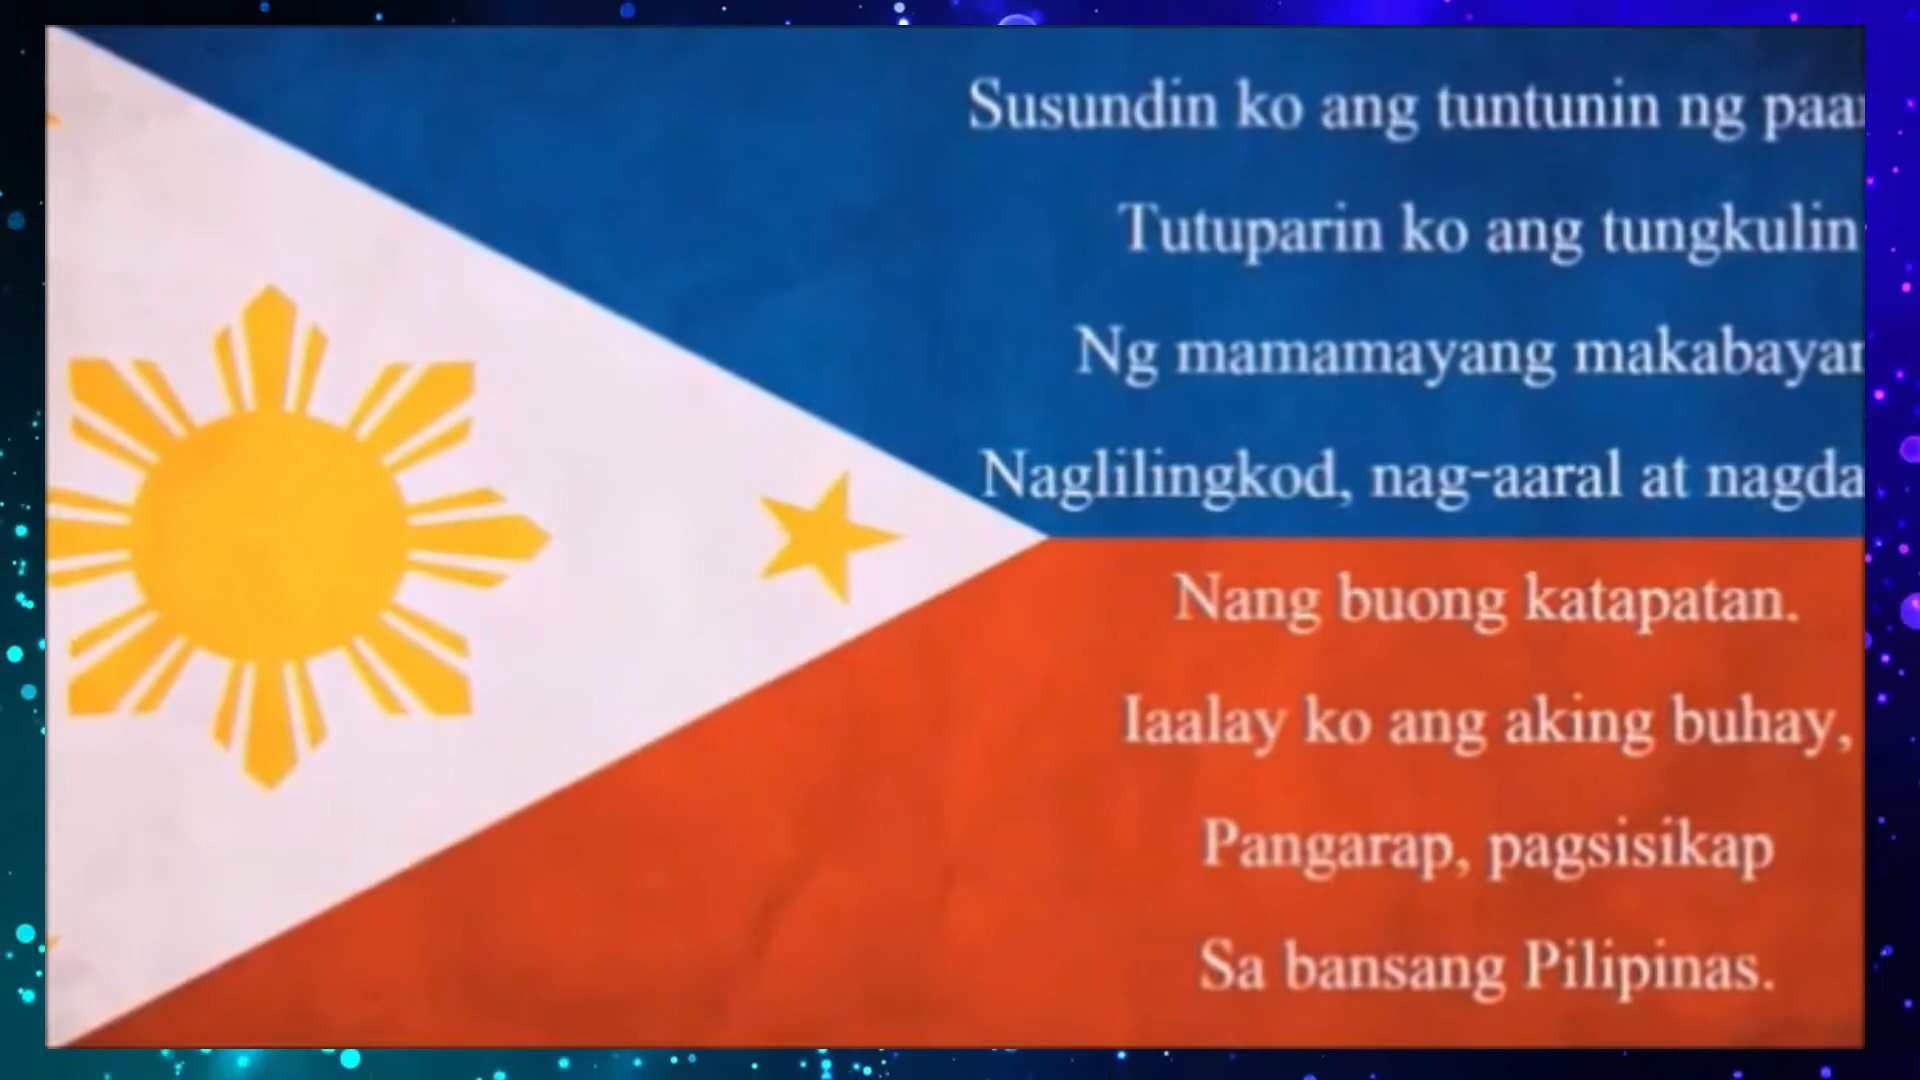 Susundin ko ang tuntunin ng
Tutuparin ko ang tungkulin
Ng mamamayang
Naglilingkod, nag-aaral at
Nang buong katapatan.
Iaalay ko ang aking buhay,
Pangarap, pagsisikap
Sa bansang Pilipinas.